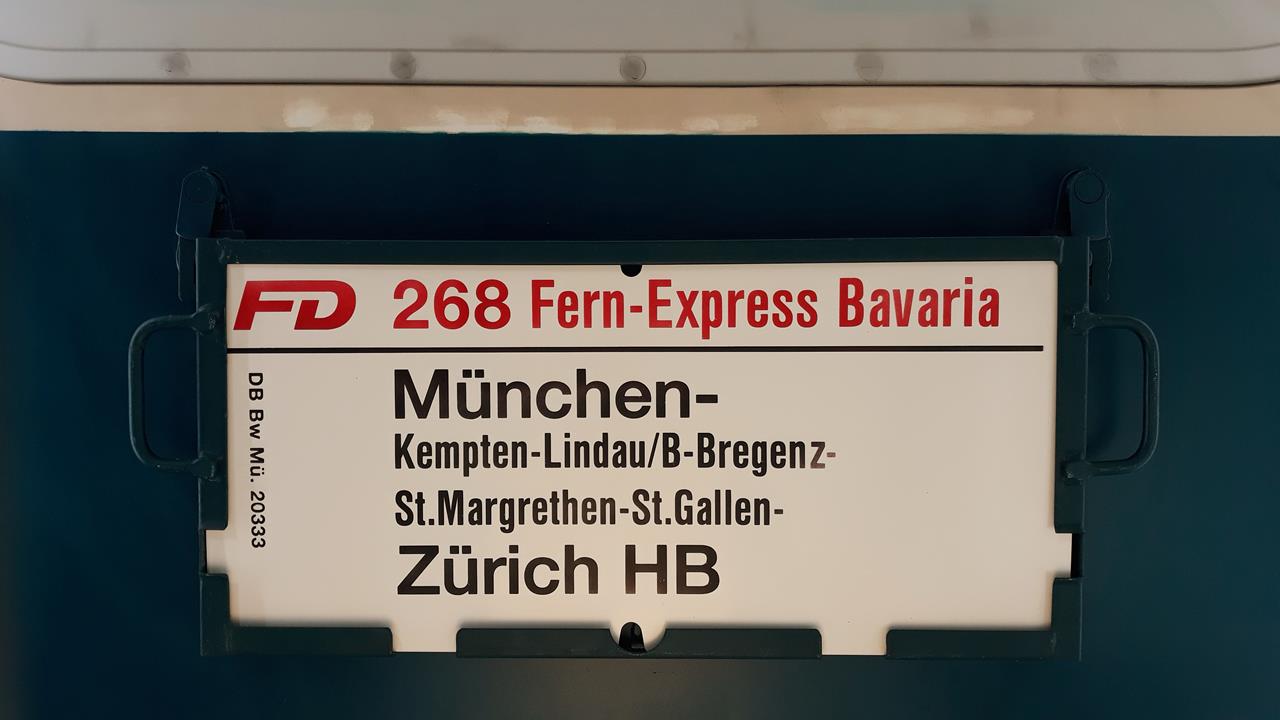 FD 268 Fern-Express Bavaria
DB Bw Mü. 20333
München-
Kempten-Lindau/B-Bregenz-
St.Margrethen-St.Gallen-
Zürich HB